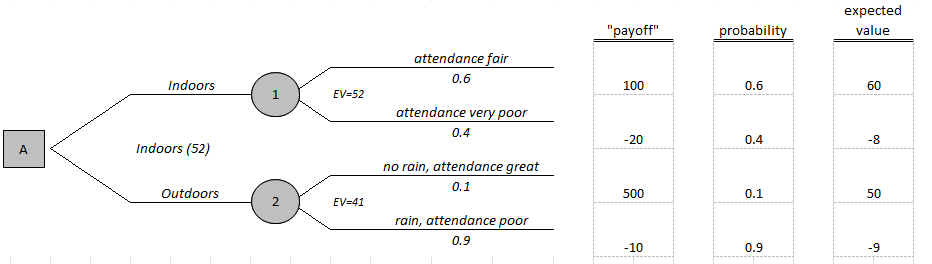 expected
"payoff" probability value
attendance fair
Indoors 0.6 100 0.6 60
1 EV=52
attendance very poor
0.4 -20 0.4 -8
A Indoors (52)
no rain, attendance great
Outdoors 0.1 500 0.1 50
2 EV=41
rain, attendance poor
0.9 -10 0.9 -9